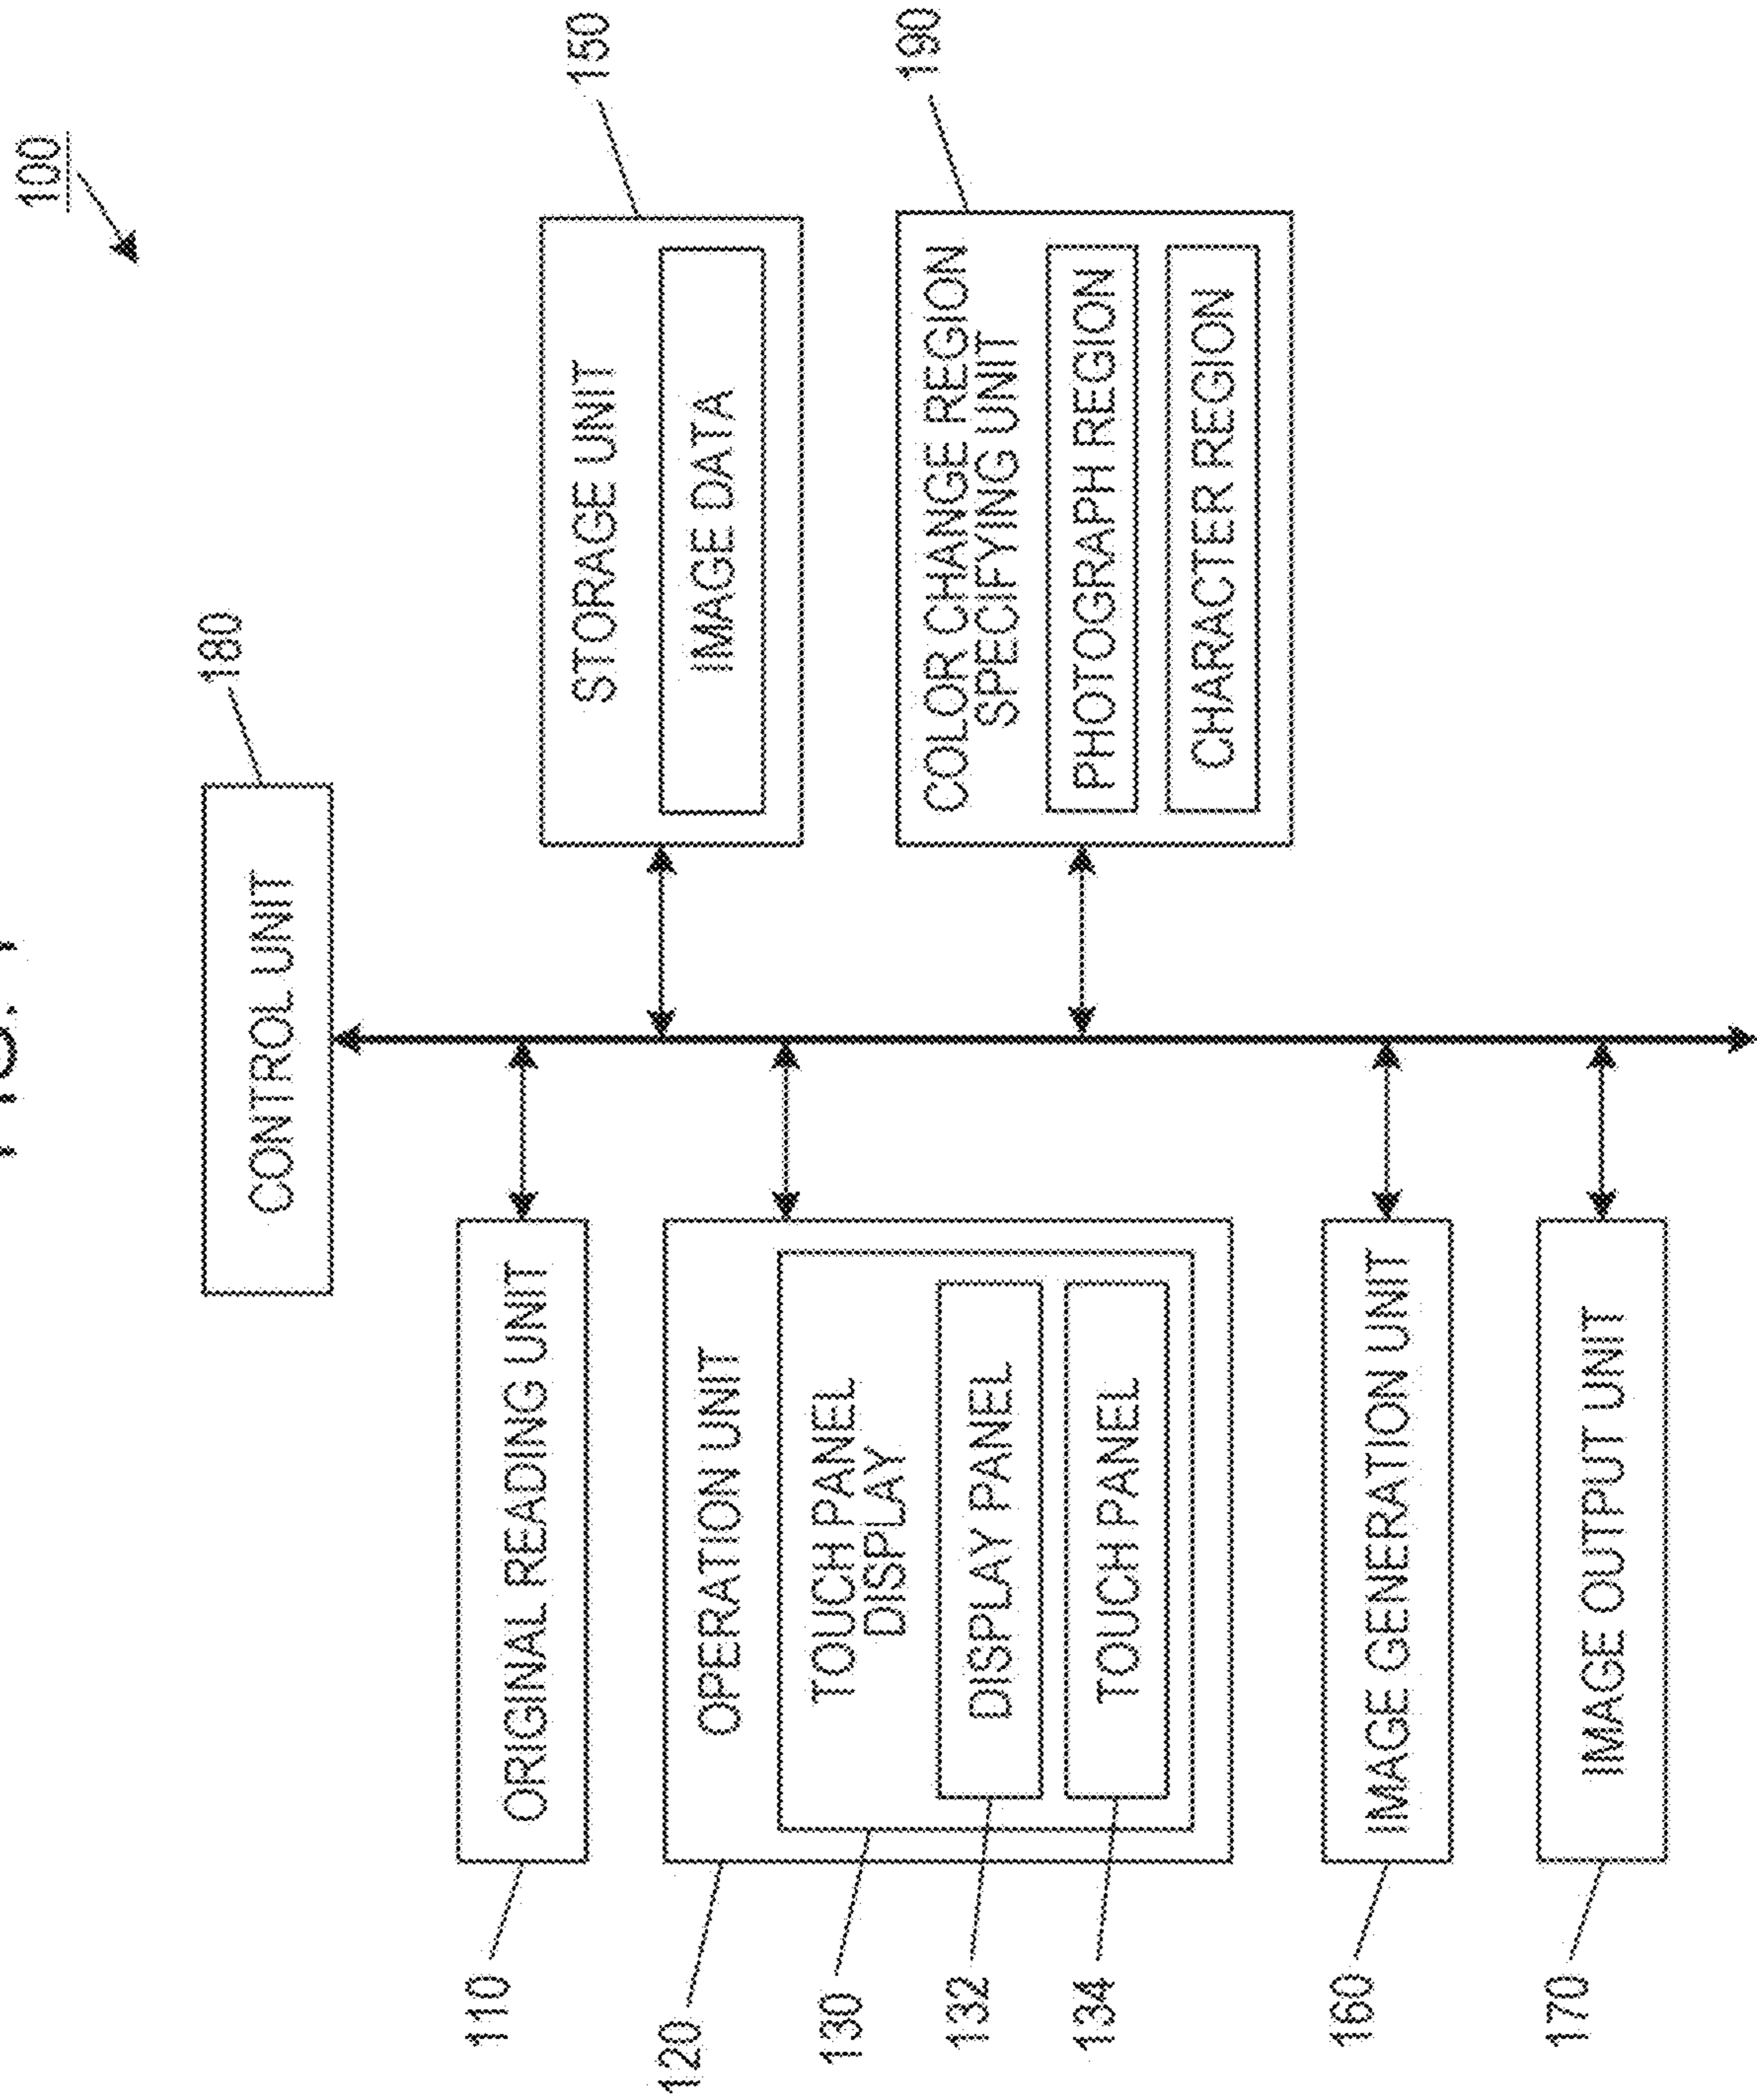 FIG. 1
100
180
CONTROL UNIT
110
ORIGINAL READING UNIT
150
STORAGE UNIT
IMAGE DATA
120
OPERATION UNIT
130
TOUCH PANEL
DISPLAY
132
DISPLAY PANEL
134
TOUCH PANEL
190
COLOR CHANGE REGION
SPECIFYING UNIT
PHOTOGRAPH REGION
CHARACTER REGION
160
IMAGE GENERATION UNIT
170
IMAGE OUTPUT UNIT